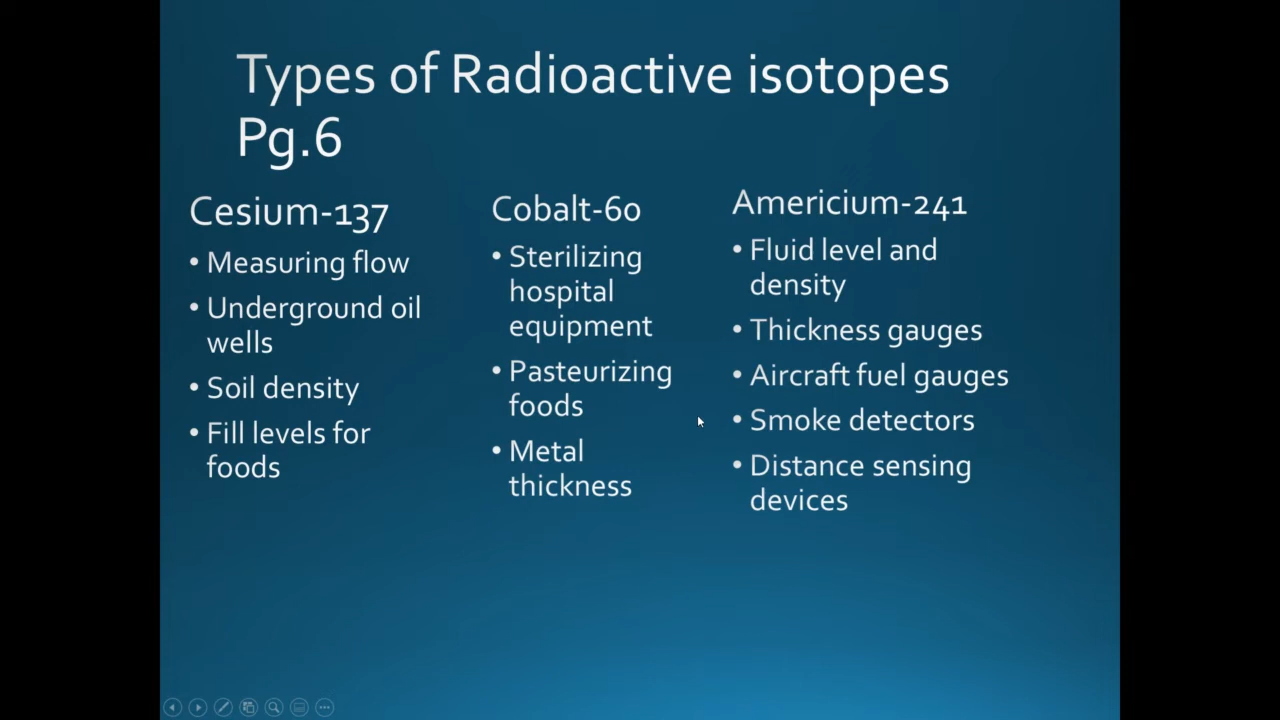 Types of Radioactive isotopes
Pg.6
Cesium-137
• Measuring flow
• Underground oil
wells
• Soil density
• Fill levels for
foods
Cobalt-60
• Sterilizing
hospital
equipment
• Pasteurizing
foods
• Metal
thickness
Americium-241
• Fluid level and
density
• Thickness gauges
• Aircraft fuel gauges
• Smoke detectors
• Distance sensing
devices